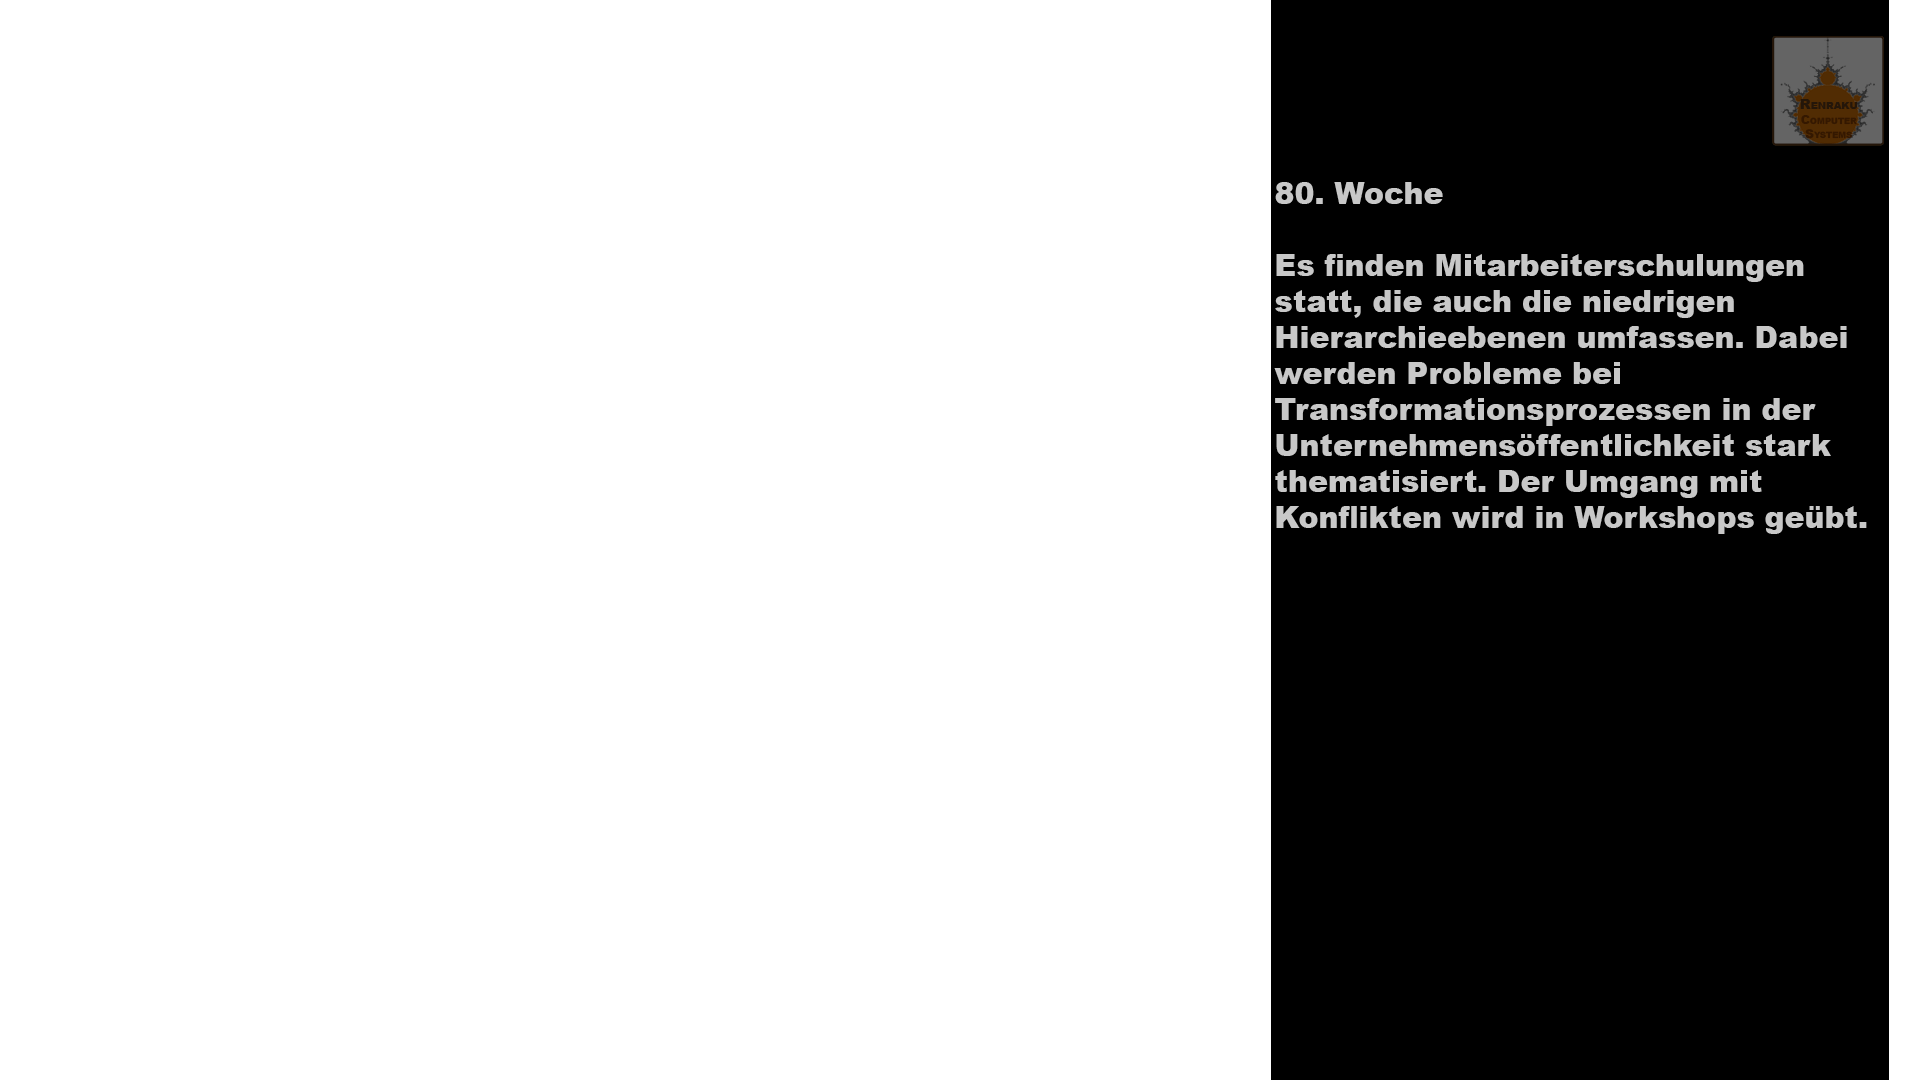 REHRAKU
COMPUTER
SYSTEMS
80. Woche
Es finden Mitarbeiterschulungen
statt, die auch die niedrigen
Hierarchieebenen umfassen. Dabei
werden Probleme bei
Transformationsprozessen in der
Unternehmensöffentlichkeit stark
thematisiert. Der Umgang mit
Konflikten wird in Workshops geübt.